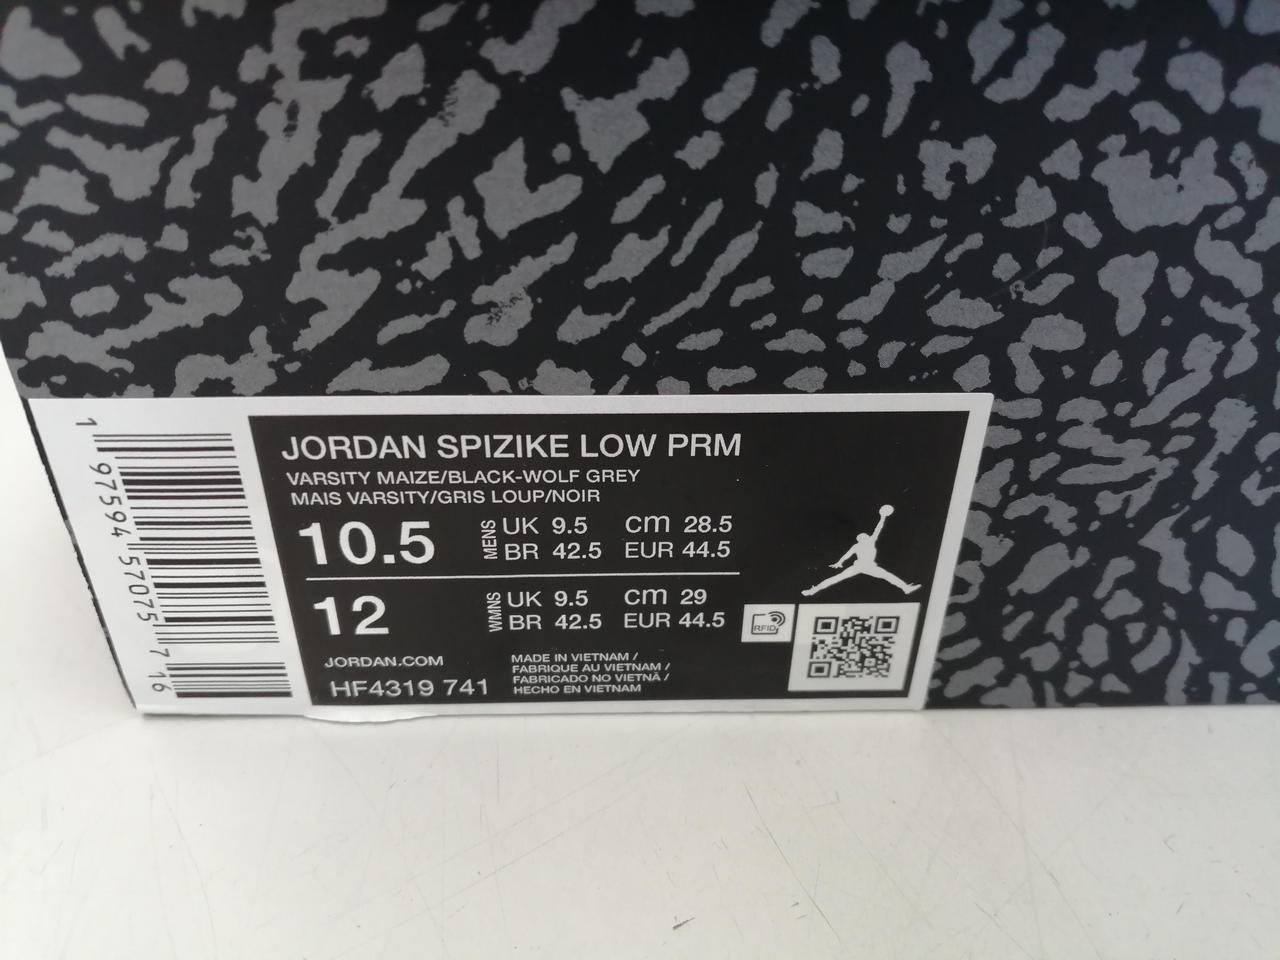 JORDAN SPIZIKE LOW PRM
VARSITY MAIZE/BLACK-WOLF GREY
MAIS VARSITY/GRIS LOUP/NOIR
10.5 MENS UK 9.5 cm 28.5
BR 42.5 EUR 44.5
12 WMNS UK 9.5 cm 29
BR 42.5 EUR 44.5
RFID
JORDAN.COM
HF4319 741
MADE IN VIETNAM /
FABRIQUE AU VIETNAM /
FABRICADO NO VIETNÃ /
HECHO EN VIETNAM
1 97594 57075 7 16